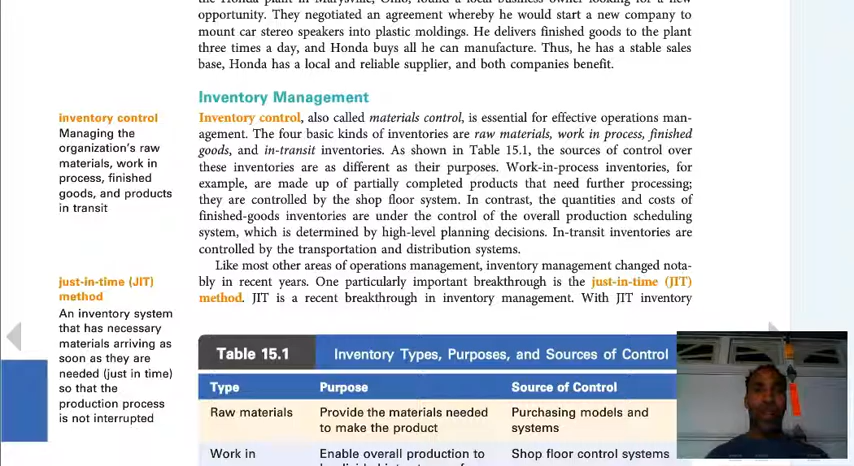 the Honda plant in Marysville, Ohio, found a local business owner looking for a new
opportunity. They negotiated an agreement whereby he would start a new company to
mount car stereo speakers into plastic moldings. He delivers finished goods to the plant
three times a day, and Honda buys all he can manufacture. Thus, he has a stable sales
base, Honda has a local and reliable supplier, and both companies benefit.
Inventory Management
Inventory control, also called materials control, is essential for effective operations man-
agement. The four basic kinds of inventories are raw materials, work in process, finished
goods, and in-transit inventories. As shown in Table 15.1, the sources of control over
these inventories are as different as their purposes. Work-in-process inventories, for
example, are made up of partially completed products that need further processing;
they are controlled by the shop floor system. In contrast, the quantities and costs of
finished-goods inventories are under the control of the overall production scheduling
system, which is determined by high-level planning decisions. In-transit inventories are
controlled by the transportation and distribution systems.
Like most other areas of operations management, inventory management changed nota-
bly in recent years. One particularly important breakthrough is the just-in-time (JIT)
method. JIT is a recent breakthrough in inventory management. With JIT inventory
inventory control
Managing the
organization's raw
materials, work in
process, finished
goods, and products
in transit
just-in-time (JIT)
method
An inventory system
that has necessary
materials arriving as
soon as they are
needed (just in time)
so that the
production process
is not interrupted
Table 15.1 Inventory Types, Purposes, and Sources of Control
Type Purpose Source of Control
Raw materials Provide the materials needed Purchasing models and
to make the product systems
Work in Enable overall production to Shop floor control systems